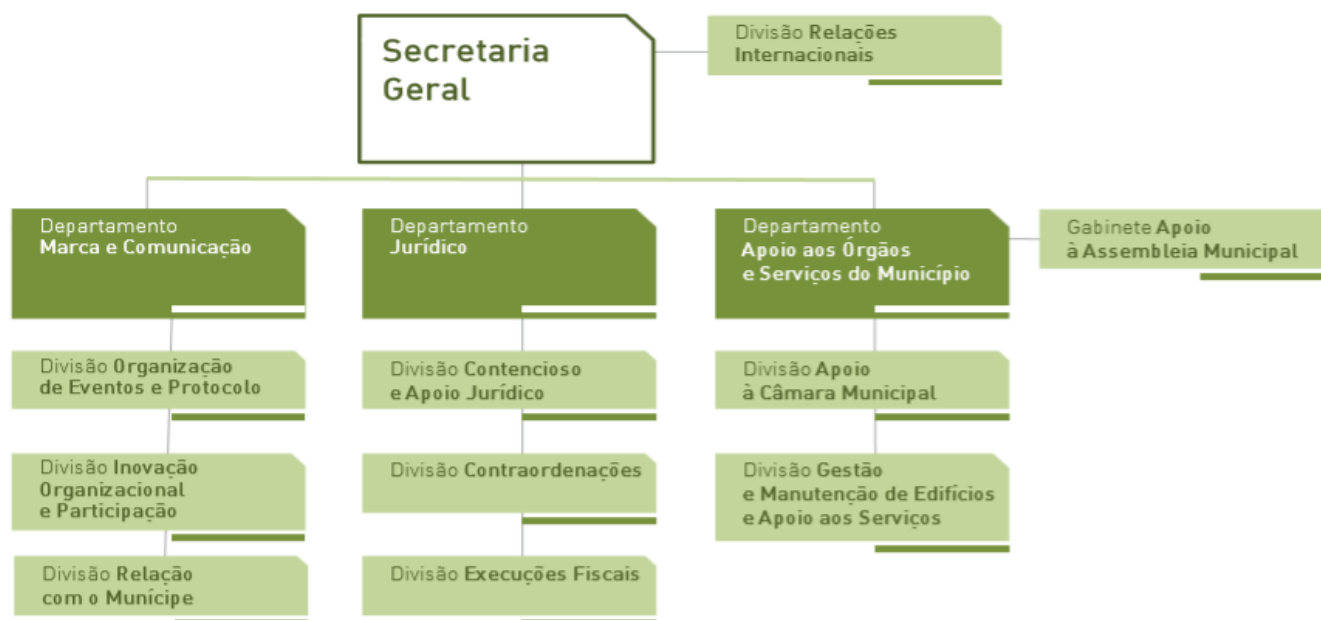 Secretaria
Geral
Divisão Relações
Internacionais
Departamento
Marca e Comunicação
Departamento
Jurídico
Departamento
Apoio aos Órgãos
e Serviços do Município
Gabinete Apoio
à Assembleia Municipal
Divisão Organização
de Eventos e Protocolo
Divisão Contencioso
e Apoio Jurídico
Divisão Apoio
à Câmara Municipal
Divisão Inovação
Organizacional
e Participação
Divisão Contraordenações
Divisão Gestão
e Manutenção de Edifícios
e Apoio aos Serviços
Divisão Relação
com o Munícipe
Divisão Execuções Fiscais